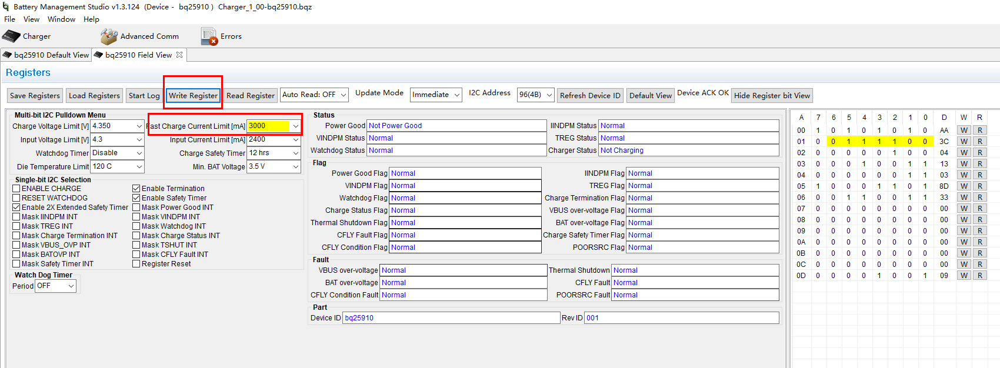 Battery Management Studio v1.3.124 (Device - bq25910 ) Charger_1_00-bq25910.bqz
File View Window Help
Charger Advanced Comm Errors
bq25910 Default View bq25910 Field View
Registers
Save Registers Load Registers Start Log Write Register Read Register Auto Read: OFF Update Mode Immediate I2C Address 96(4B) Refresh Device ID Default View Device ACK OK Hide Register bit View
Multi-bit I2C Pulldown Menu
Charge Voltage Limit [V] 4.350 Fast Charge Current Limit [mA] 3000
Input Voltage Limit [V] 4.3 Input Current Limit [mA] 2400
Watchdog Timer Disable Charge Safety Timer 12 hrs
Die Temperature Limit 120 C Min. BAT Voltage 3.5 V
Single-bit I2C Selection
ENABLE CHARGE Enable Termination
RESET WATCHDOG Enable Safety Timer
Enable 2X Extended Safety Timer Mask Power Good INT
Mask IINDPM INT Mask VINDPM INT
Mask TREG INT Mask Watchdog INT
Mask Charge Termination INT Mask Charge Status INT
Mask VBUS_OVP INT Mask TSHUT INT
Mask BATOVP INT Mask CFLY Fault INT
Mask Safety Timer INT Register Reset
Watch Dog Timer
Period OFF
Status
Power Good Not Power Good IINDPM Status Normal
VINDPM Status Normal TREG Status Normal
Watchdog Status Normal Charger Status Not Charging
Flag
Power Good Flag Normal IINDPM Flag Normal
VINDPM Flag Normal TREG Flag Normal
Watchdog Flag Normal Charge Termination Flag Normal
Charge Status Flag Normal VBUS over-voltage Flag Normal
Thermal Shutdown Flag Normal BAT over-voltage Flag Normal
CFLY Fault Flag Normal Charge Safety Timer Flag Normal
CFLY Condition Flag Normal POORSRC Flag Normal
Fault
VBUS over-voltage Normal Thermal Shutdown Normal
BAT over-voltage Normal CFLY Fault Normal
CFLY Condition Fault Normal POORSRC Fault Normal
Part
Device ID bq25910 Rev ID 001
A 7 6 5 4 3 2 1 0 D W R
00 1 0 1 0 1 0 1 0 AA W R
01 0 0 1 1 1 1 0 0 3C W R
02 0 0 0 0 0 1 0 0 04 W R
03 0 0 0 1 0 0 1 1 13 W R
04 0 0 0 0 0 0 1 1 03 W R
05 1 0 0 0 1 1 0 1 8D W R
06 0 0 1 1 0 0 1 1 33 W R
07 0 0 0 0 0 0 0 0 00 W R
08 0 0 0 0 0 0 0 0 00 W R
09 0 0 0 0 0 0 0 0 00 W R
0A 0 0 0 0 0 0 0 0 00 W R
0B 0 0 0 0 0 0 0 0 00 W R
0C 0 0 0 0 0 0 0 0 00 W R
0D 0 0 0 0 1 0 0 1 09 W R